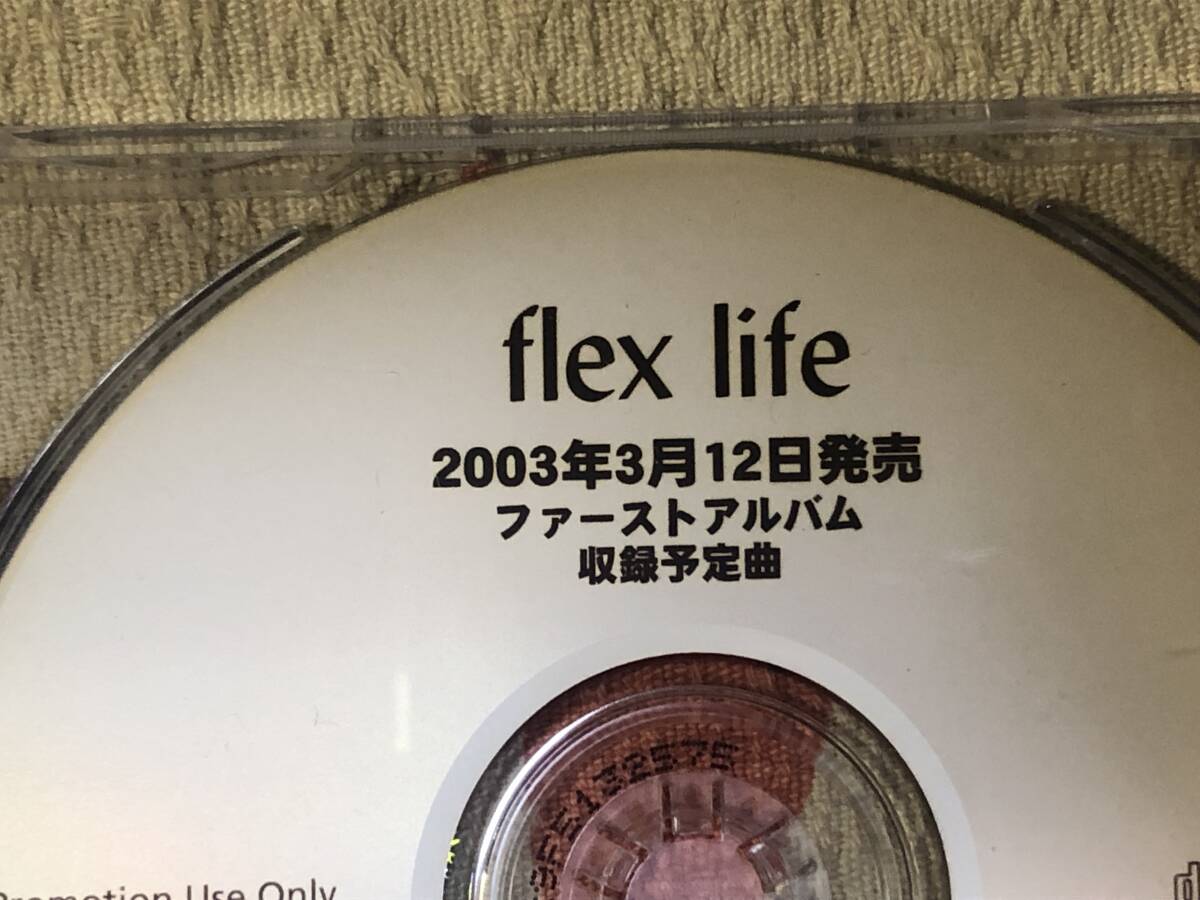 flex life
2003年3月12日発売
ファーストアルバム
収録予定曲
132575
Promotion Use Only